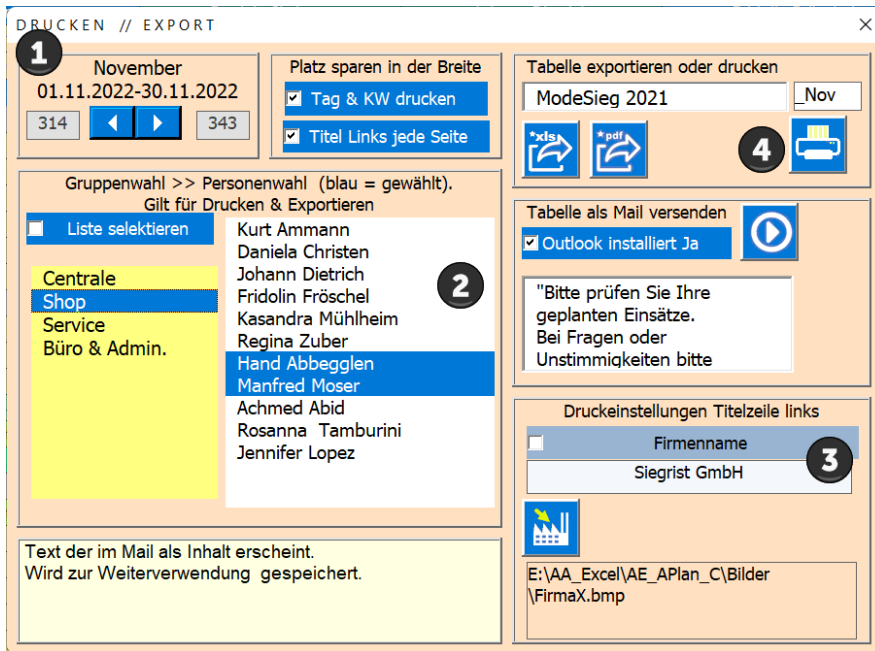 DRUCKEN // EXPORT
1
November
01.11.2022-30.11.2022
314
343
Platz sparen in der Breite
Tag & KW drucken
Titel Links jede Seite
Tabelle exportieren oder drucken
ModeSieg 2021
_Nov
*xls
*pdf
4
Gruppenwahl >> Personenwahl (blau = gewählt).
Gilt für Drucken & Exportieren
Liste selektieren
Centrale
Shop
Service
Büro & Admin.
Kurt Ammann
Daniela Christen
Johann Dietrich
Fridolin Fröschel
Kasandra Mühlheim
Regina Zuber
Hand Abbegglen
Manfred Moser
Achmed Abid
Rosanna Tamburini
Jennifer Lopez
2
Tabelle als Mail versenden
Outlook installiert Ja
"Bitte prüfen Sie Ihre
geplanten Einsätze.
Bei Fragen oder
Unstimmigkeiten bitte
Druckeinstellungen Titelzeile links
Firmenname
Siegrist GmbH
3
E:\AA_Excel\AE_APlan_C\Bilder
\FirmaX.bmp
Text der im Mail als Inhalt erscheint.
Wird zur Weiterverwendung gespeichert.